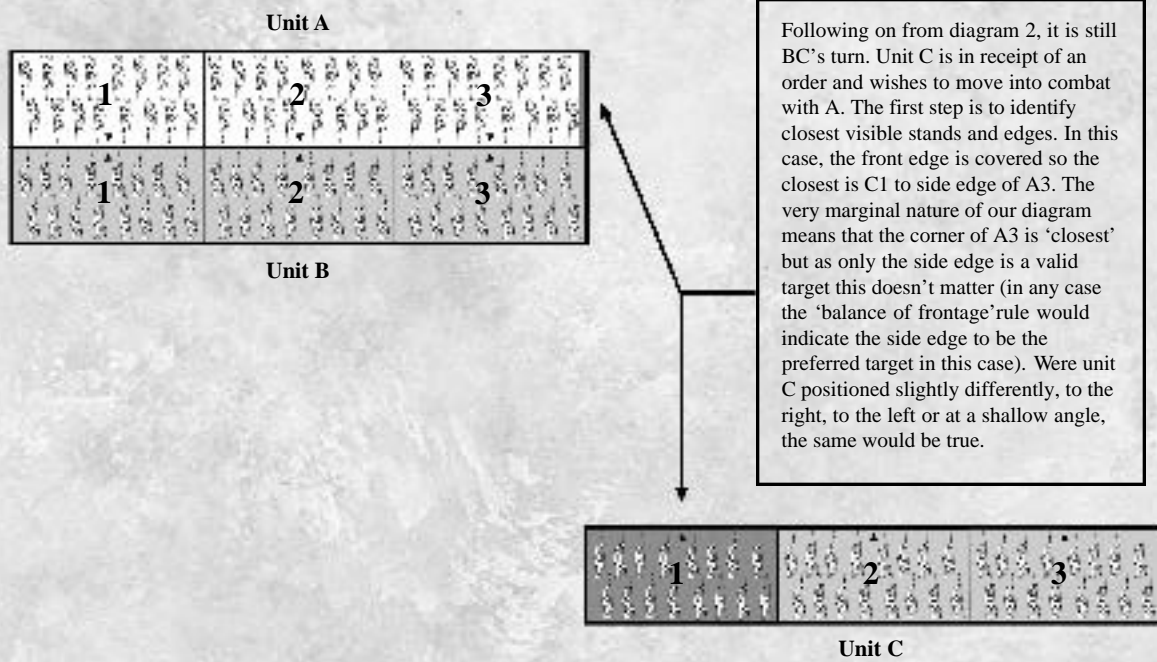 Unit A
1 2 3
1 2 3
Unit B
Following on from diagram 2, it is still
BC’s turn. Unit C is in receipt of an
order and wishes to move into combat
with A. The first step is to identify
closest visible stands and edges. In this
case, the front edge is covered so the
closest is C1 to side edge of A3. The
very marginal nature of our diagram
means that the corner of A3 is ‘closest’
but as only the side edge is a valid
target this doesn’t matter (in any case
the ‘balance of frontage’rule would
indicate the side edge to be the
preferred target in this case). Were unit
C positioned slightly differently, to the
right, to the left or at a shallow angle,
the same would be true.
1 2 3
Unit C